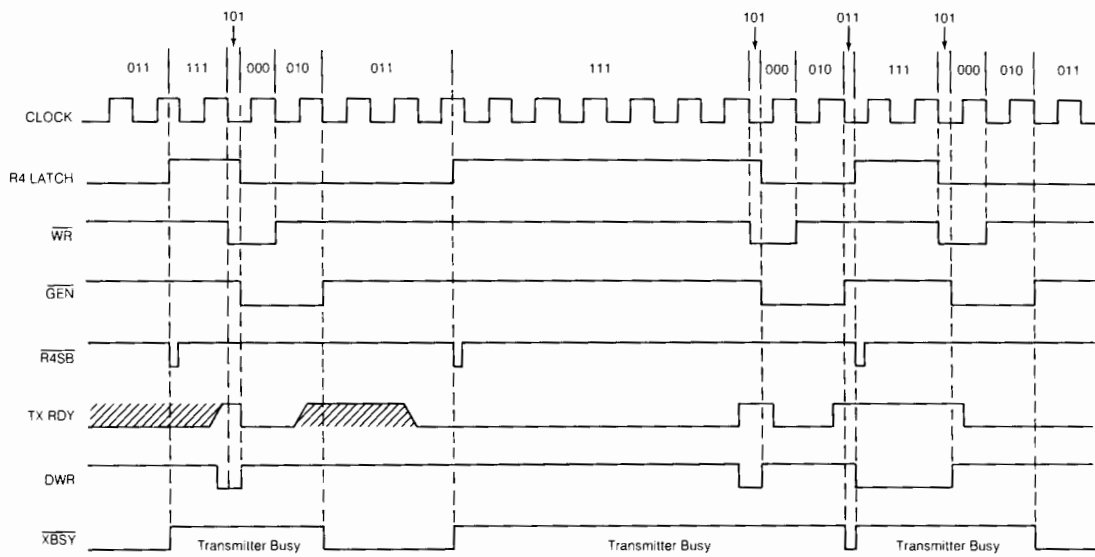 101 101 011 101
011 111 000 010 011 111 000 010 111 000 010 011
CLOCK
R4 LATCH
WR
GEN
R4SB
TX RDY
DWR
XBSY Transmitter Busy Transmitter Busy Transmitter Busy